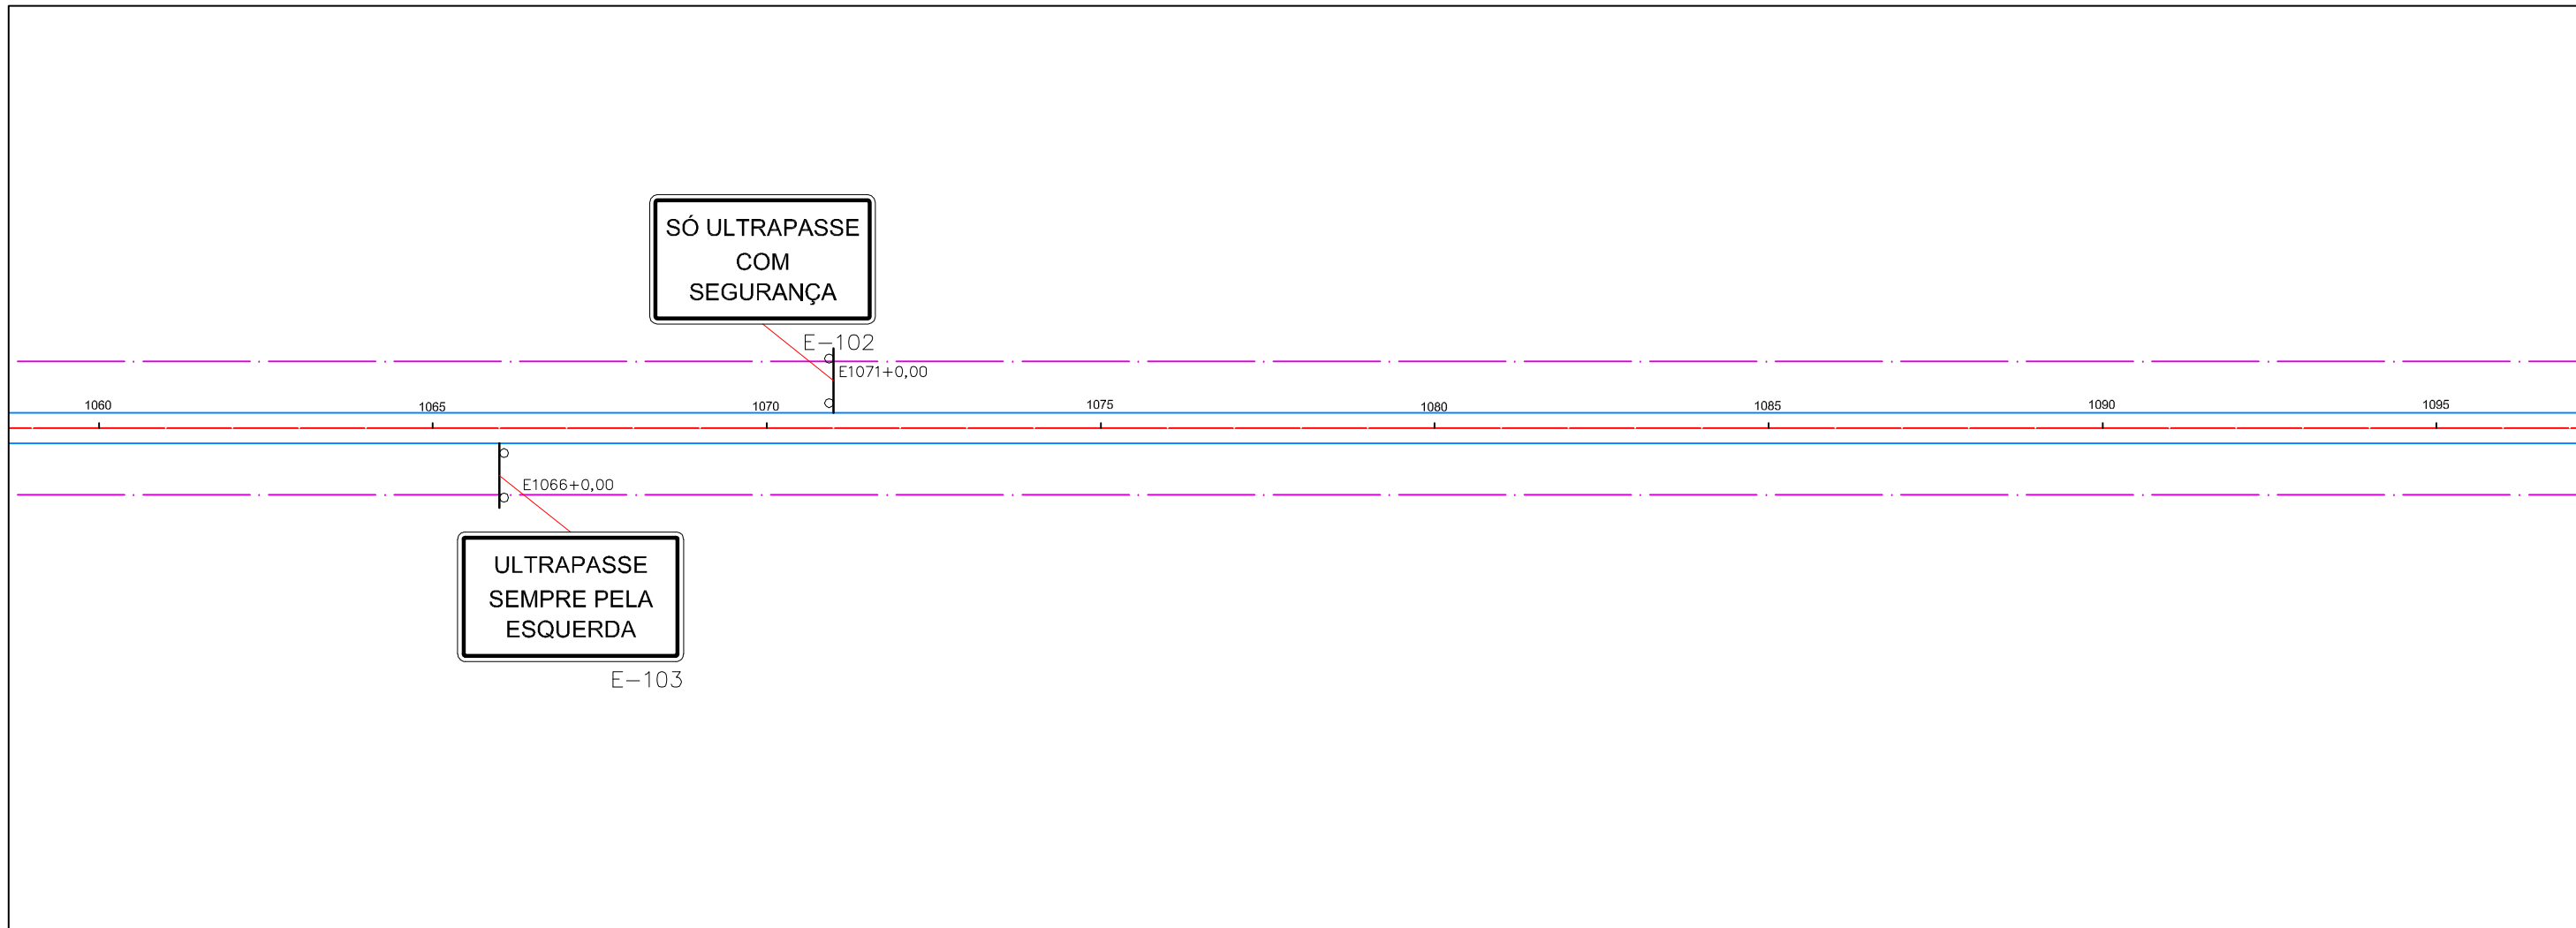 SÓ ULTRAPASSE
COM
SEGURANÇA
E-102
E1071+0,00
1060
1065
1070
1075
1080
1085
1090
1095
E1066+0,00
ULTRAPASSE
SEMPRE PELA
ESQUERDA
E-103